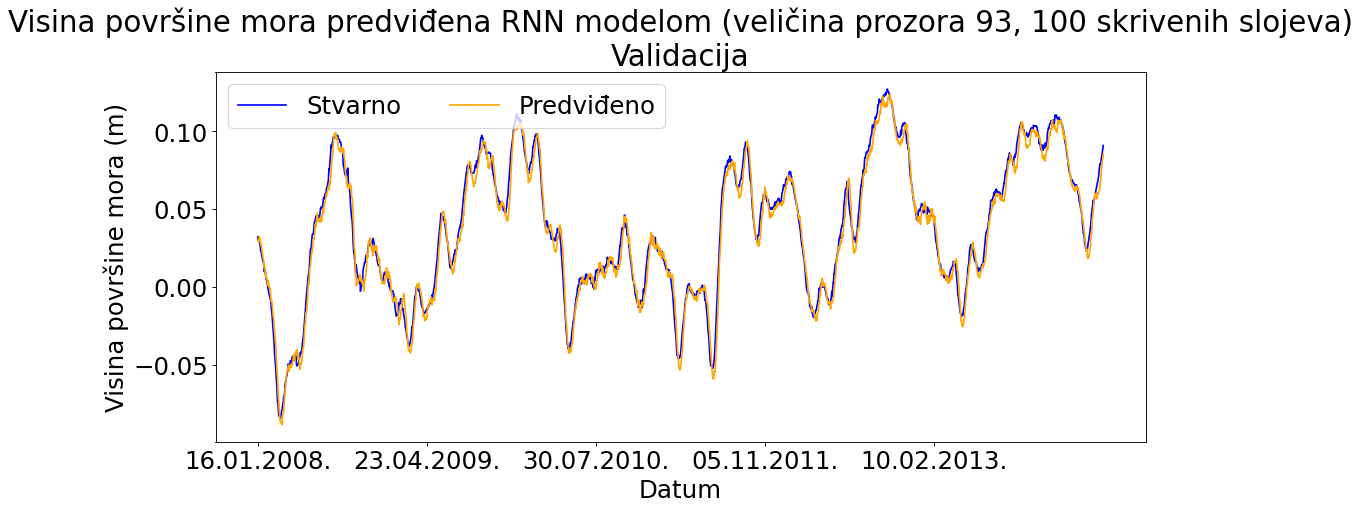 Visina površine mora predviđena RNN modelom (veličina prozora 93, 100 skrivenih slojeva)
Validacija
Stvarno Predviđeno
Visina površine mora (m)
0.10
0.05
0.00
−0.05
16.01.2008. 23.04.2009. 30.07.2010. 05.11.2011. 10.02.2013.
Datum